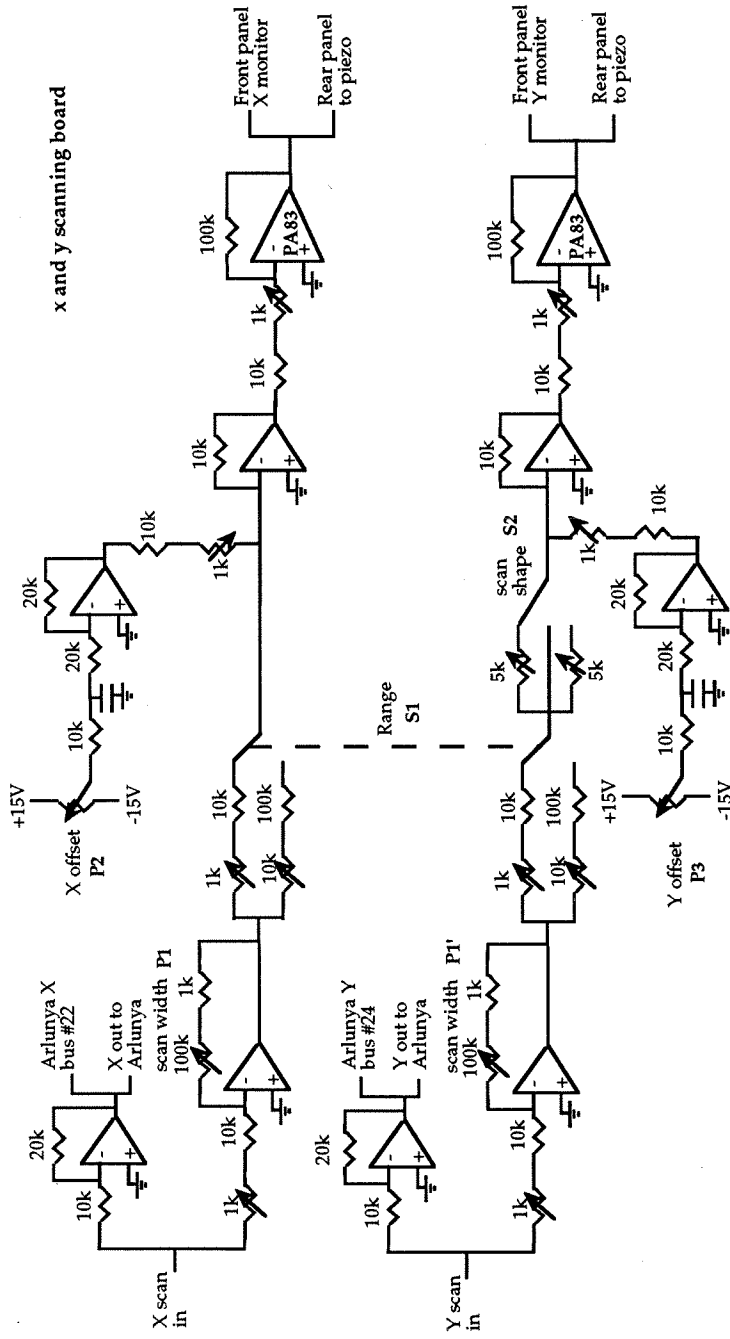 x and y scanning board
X scan
in
10k
20k
Arlunya X
bus #22
X out to
Arlunya
1k
10k
scan width P1
100k
1k
-
+
-
+
1k
10k
10k
100k
+15V
-15V
X offset
P2
10k
20k
20k
-
+
10k
1k
10k
-
+
10k
1k
100k
-
+
PA83
Front panel
X monitor
Rear panel
to piezo
Range
S1
Y scan
in
10k
20k
Arlunya Y
bus #24
Y out to
Arlunya
1k
10k
scan width P1'
100k
1k
-
+
-
+
1k
10k
10k
100k
5k
5k
scan
shape
S2
+15V
-15V
Y offset
P3
10k
20k
20k
-
+
10k
1k
10k
-
+
10k
1k
100k
-
+
PA83
Front panel
Y monitor
Rear panel
to piezo